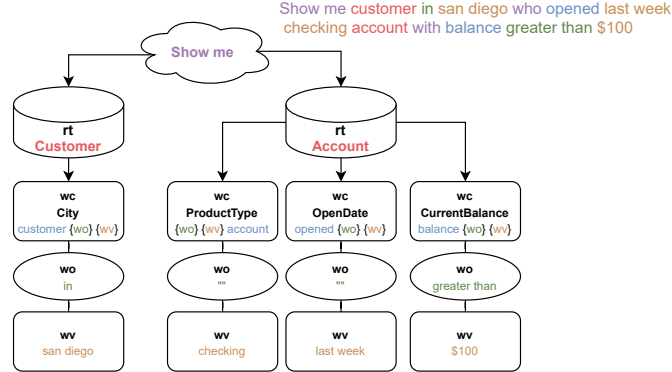 Show me customer in san diego who opened last week
checking account with balance greater than $100
Show me
rt
Customer
rt
Account
wc
City
customer {wo} {wv}
wc
ProductType
{wo} {wv} account
wc
OpenDate
opened {wo} {wv}
wc
CurrentBalance
balance {wo} {wv}
wo
in
wo
""
wo
""
wo
greater than
wv
san diego
wv
checking
wv
last week
wv
$100